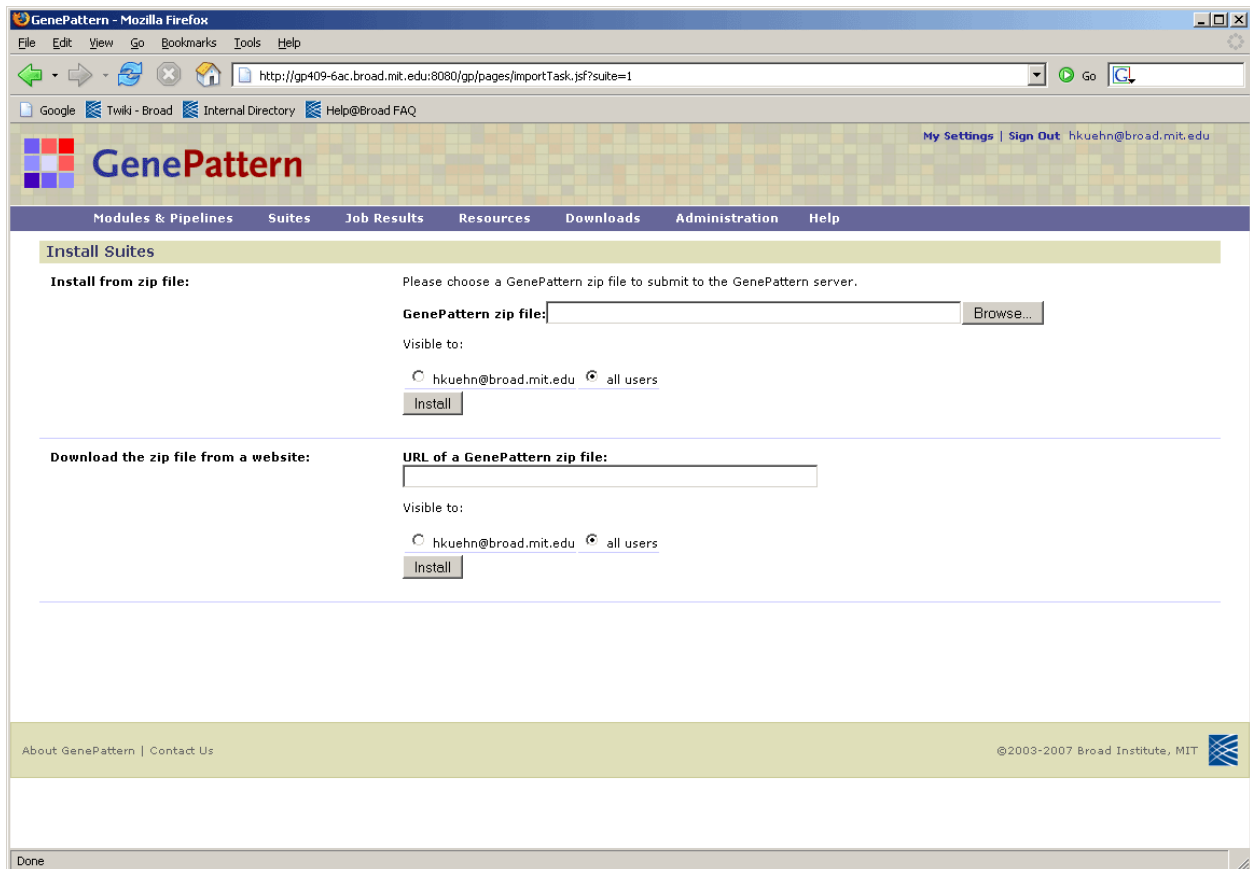 GenePattern - Mozilla Firefox
File Edit View Go Bookmarks Tools Help
http://gp409-6ac.broad.mit.edu:8080/gp/pages/importTask.jsf?suite=1 Go G
Google Twiki - Broad Internal Directory Help@Broad FAQ
My Settings | Sign Out hkuehn@broad.mit.edu
GenePattern
Modules & Pipelines Suites Job Results Resources Downloads Administration Help
Install Suites
Install from zip file: Please choose a GenePattern zip file to submit to the GenePattern server.
GenePattern zip file: Browse...
Visible to:
hkuehn@broad.mit.edu all users
Install
Download the zip file from a website: URL of a GenePattern zip file:
Visible to:
hkuehn@broad.mit.edu all users
Install
About GenePattern | Contact Us ©2003-2007 Broad Institute, MIT
Done